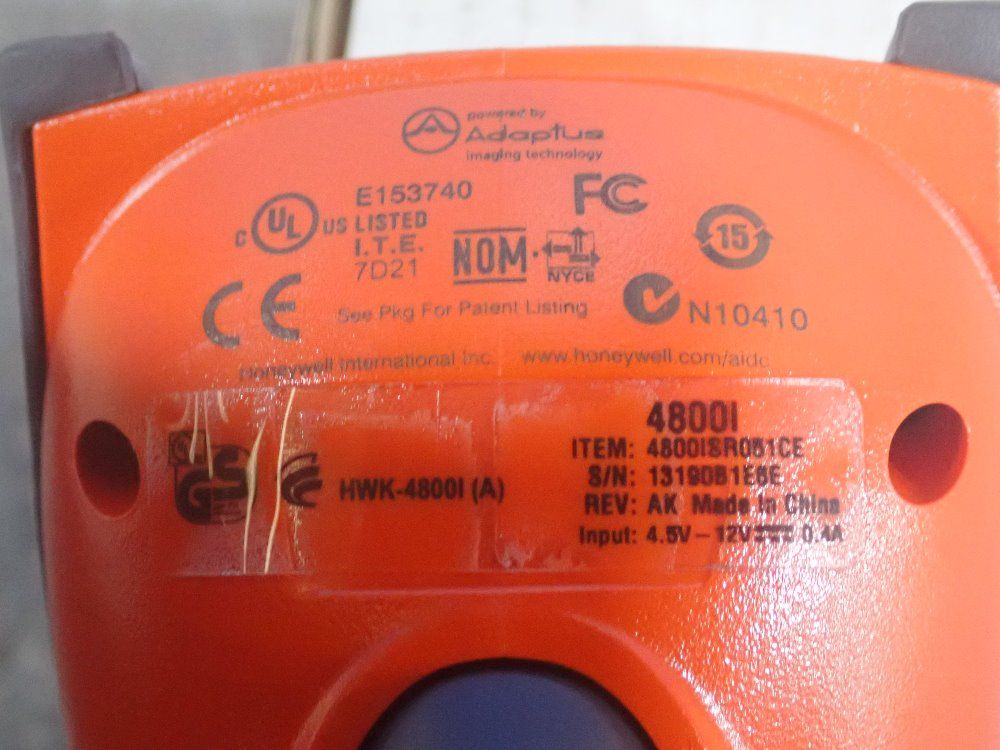 powered by
Adaptus
imaging technology
c UL US LISTED
E153740
I.T.E.
7D21
NOM
NYCE
FC
15
CE
See Pkg For Patent Listing
N10410
Honeywell International Inc. www.honeywell.com/aidc
HWK-4800I (A)
4800I
ITEM: 4800ISR051CE
S/N:
REV: AK Made In China
Input: 4.5V - 12V 0.4A